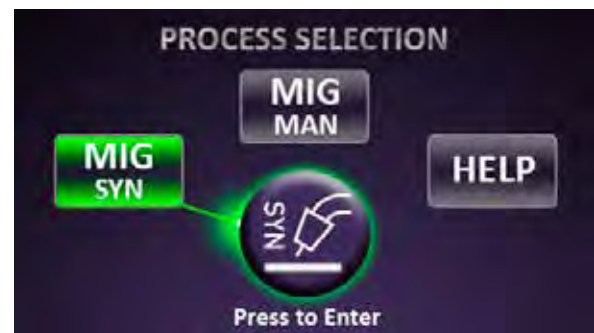 PROCESS SELECTION
MIG
MAN
MIG
SYN
HELP
SYN
Press to Enter